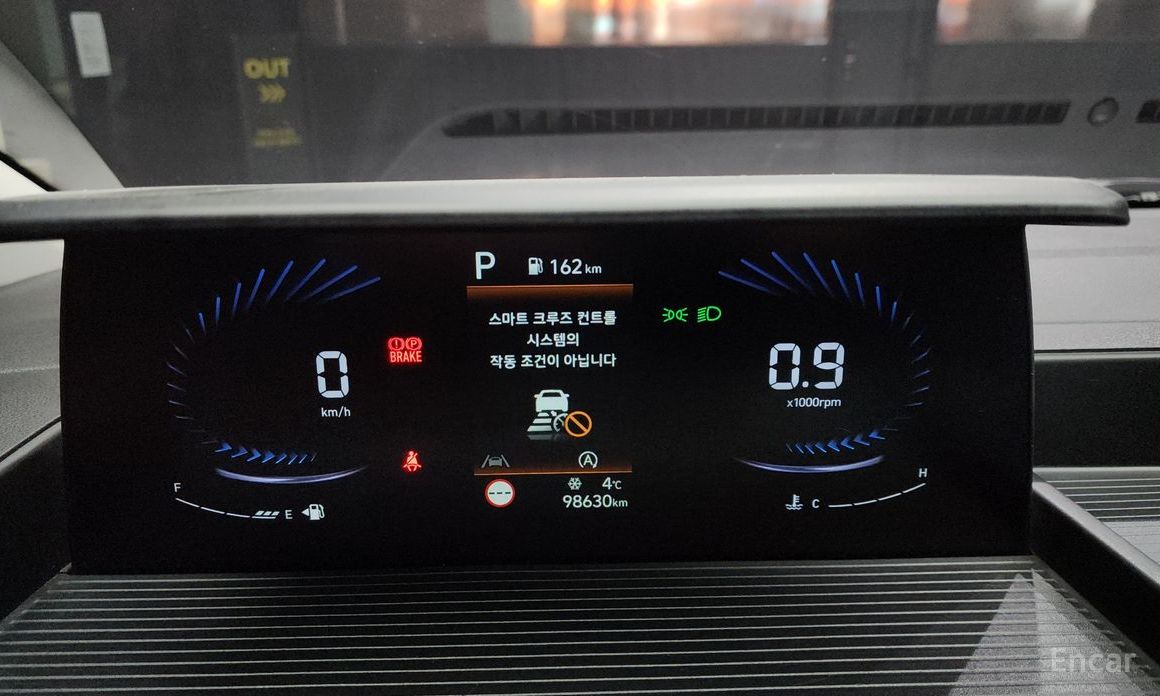 OUT
P
162 km
스마트 크루즈 컨트롤
시스템의
작동 조건이 아닙니다
(!) (P)
BRAKE
0
km/h
0.9
x1000rpm
A
F
E
4℃
98630km
C
H
Encar